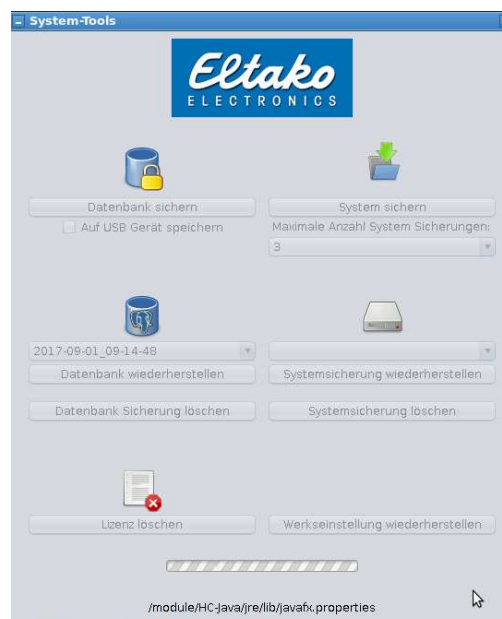 System-Tools
Eltako
ELECTRONICS
Datenbank sichern
System sichern
Auf USB Gerät speichern
Maximale Anzahl System Sicherungen:
3
2017-09-01_09-14-48
Datenbank wiederherstellen
Systemsicherung wiederherstellen
Datenbank Sicherung löschen
Systemsicherung löschen
Lizenz löschen
Werkseinstellung wiederherstellen
/module/HC-Java/jre/lib/javafx.properties